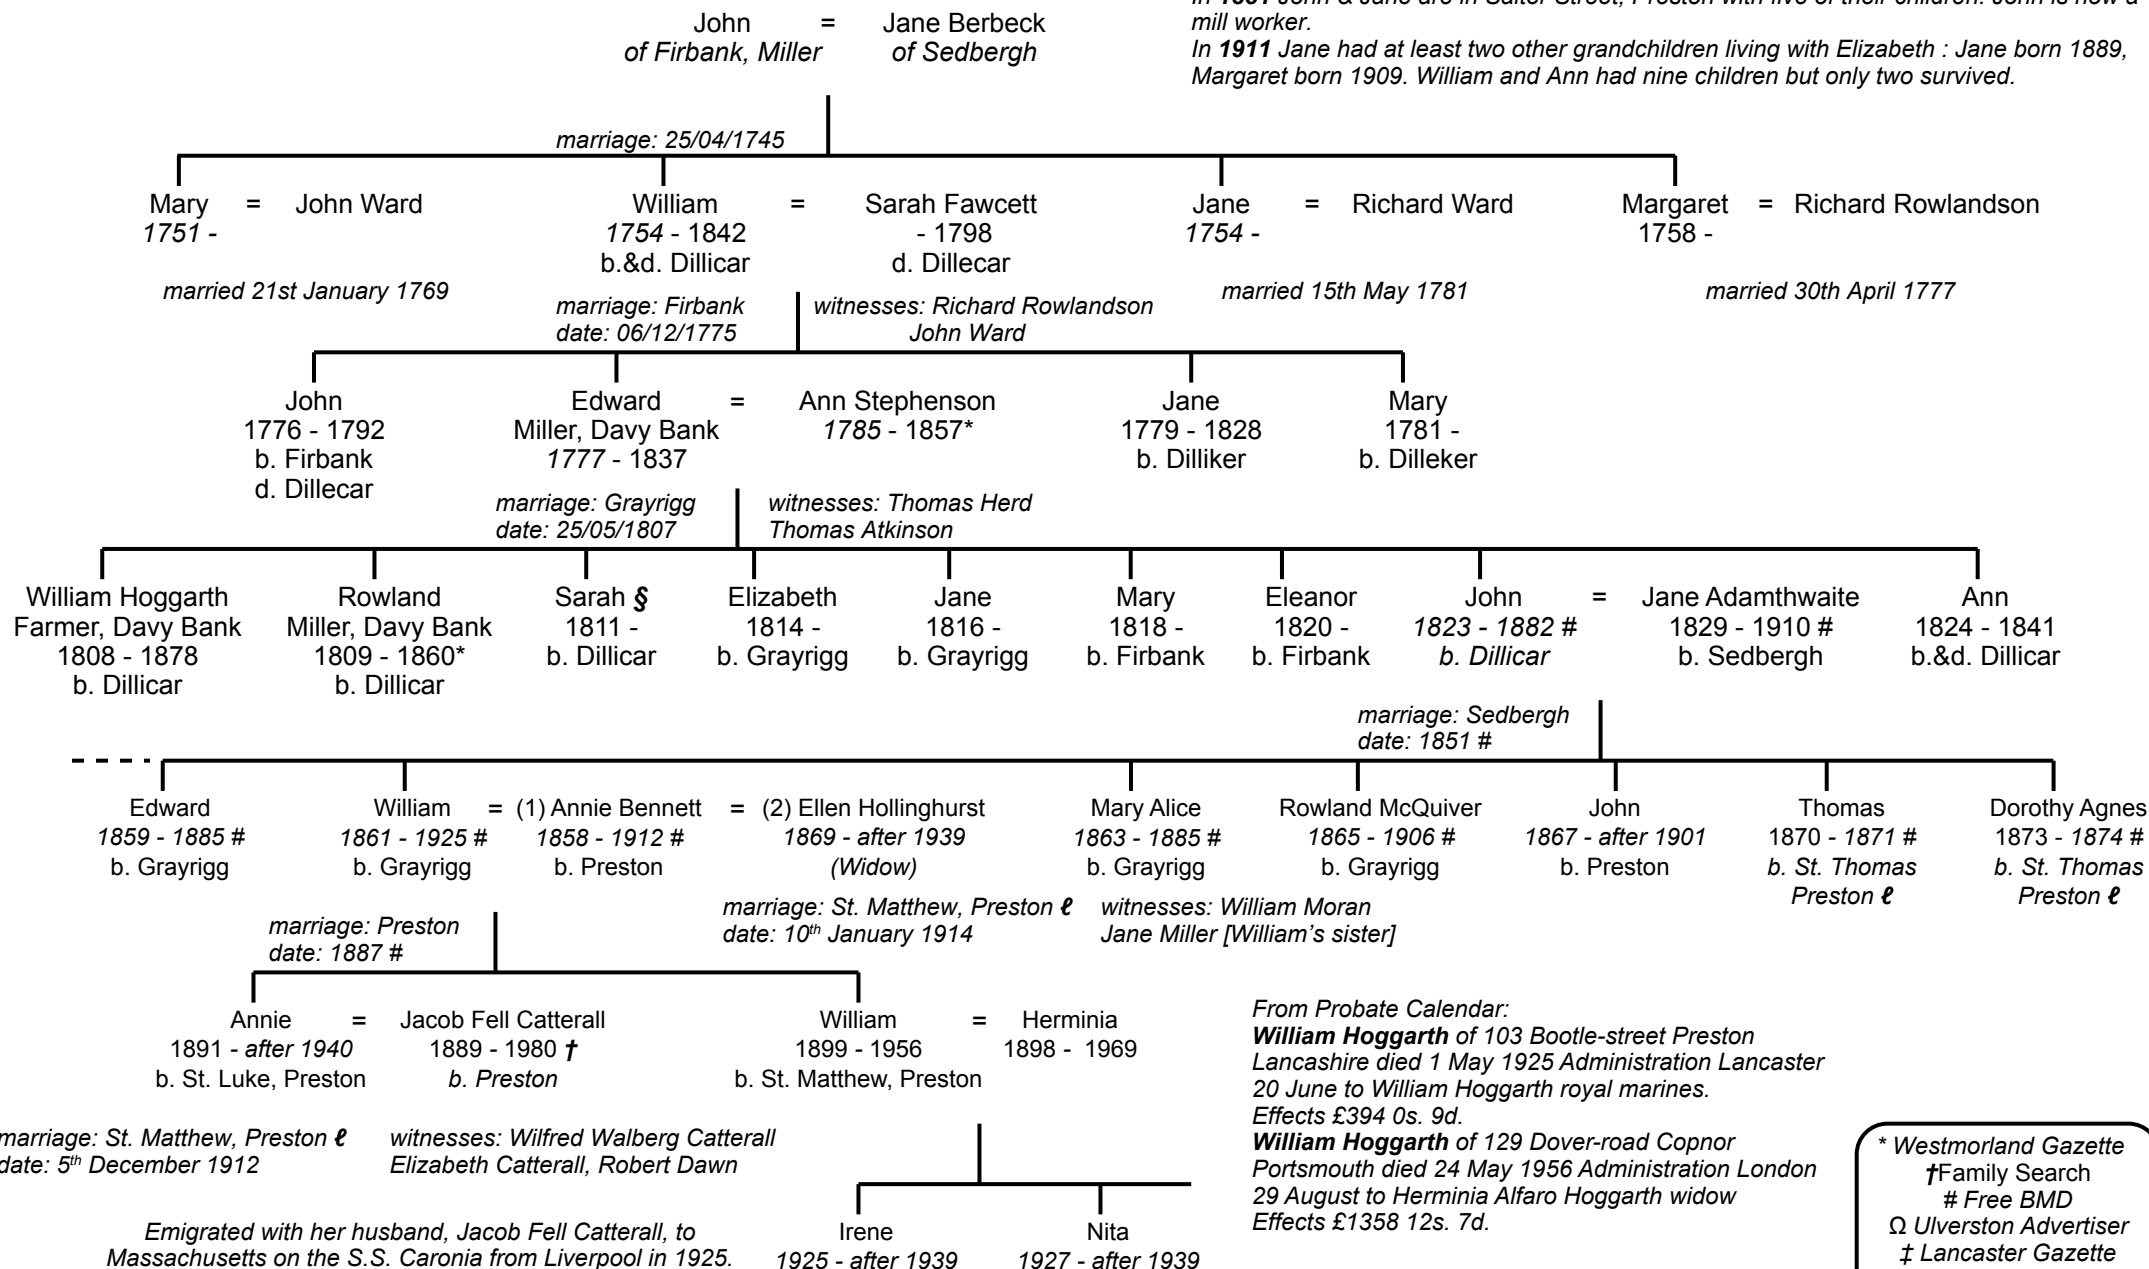 In 1881 John & Jane are in Salter Street, Preston with five of their children. John is now a
mill worker.
In 1911 Jane had at least two other grandchildren living with Elizabeth : Jane born 1889,
Margaret born 1909. William and Ann had nine children but only two survived.
John = Jane Berbeck
of Firbank, Miller of Sedbergh
marriage: 25/04/1745
Mary = John Ward William = Sarah Fawcett Jane = Richard Ward Margaret = Richard Rowlandson
1751 - 1754 - 1842 - 1798 1754 - 1758 -
b.&d. Dillicar d. Dillecar
married 21st January 1769 married 15th May 1781 married 30th April 1777
marriage: Firbank witnesses: Richard Rowlandson
date: 06/12/1775 John Ward
John Edward = Ann Stephenson Jane Mary
1776 - 1792 Miller, Davy Bank 1785 - 1857* 1779 - 1828 1781 -
b. Firbank 1777 - 1837 b. Dilliker b. Dilleker
d. Dillecar
marriage: Grayrigg witnesses: Thomas Herd
date: 25/05/1807 Thomas Atkinson
William Hoggarth Rowland Sarah § Elizabeth Jane Mary Eleanor John = Jane Adamthwaite Ann
Farmer, Davy Bank Miller, Davy Bank 1811 - 1814 - 1816 - 1818 - 1820 - 1823 - 1882 # 1829 - 1910 # 1824 - 1841
1808 - 1878 1809 - 1860* b. Dillicar b. Grayrigg b. Grayrigg b. Firbank b. Firbank b. Dillicar b. Sedbergh b.&d. Dillicar
b. Dillicar b. Dillicar
marriage: Sedbergh
date: 1851 #
Edward William = (1) Annie Bennett = (2) Ellen Hollinghurst Mary Alice Rowland McQuiver John Thomas Dorothy Agnes
1859 - 1885 # 1861 - 1925 # 1858 - 1912 # 1869 - after 1939 1863 - 1885 # 1865 - 1906 # 1867 - after 1901 1870 - 1871 # 1873 - 1874 #
b. Grayrigg b. Grayrigg b. Preston (Widow) b. Grayrigg b. Grayrigg b. Preston b. St. Thomas b. St. Thomas
Preston ℓ Preston ℓ
marriage: St. Matthew, Preston ℓ witnesses: William Moran
date: 10th January 1914 Jane Miller [William's sister]
marriage: Preston
date: 1887 #
Annie = Jacob Fell Catterall William = Herminia
1891 - after 1940 1889 - 1980 † 1899 - 1956 1898 - 1969
b. St. Luke, Preston b. Preston b. St. Matthew, Preston
From Probate Calendar:
William Hoggarth of 103 Bootle-street Preston
Lancashire died 1 May 1925 Administration Lancaster
20 June to William Hoggarth royal marines.
Effects £394 0s. 9d.
William Hoggarth of 129 Dover-road Copnor
Portsmouth died 24 May 1956 Administration London
29 August to Herminia Alfaro Hoggarth widow
Effects £1358 12s. 7d.
marriage: St. Matthew, Preston ℓ witnesses: Wilfred Walberg Catterall
date: 5th December 1912 Elizabeth Catterall, Robert Dawn
Emigrated with her husband, Jacob Fell Catterall, to
Massachusetts on the S.S. Caronia from Liverpool in 1925.
Irene Nita
1925 - after 1939 1927 - after 1939
* Westmorland Gazette
†Family Search
# Free BMD
Ω Ulverston Advertiser
‡ Lancaster Gazette